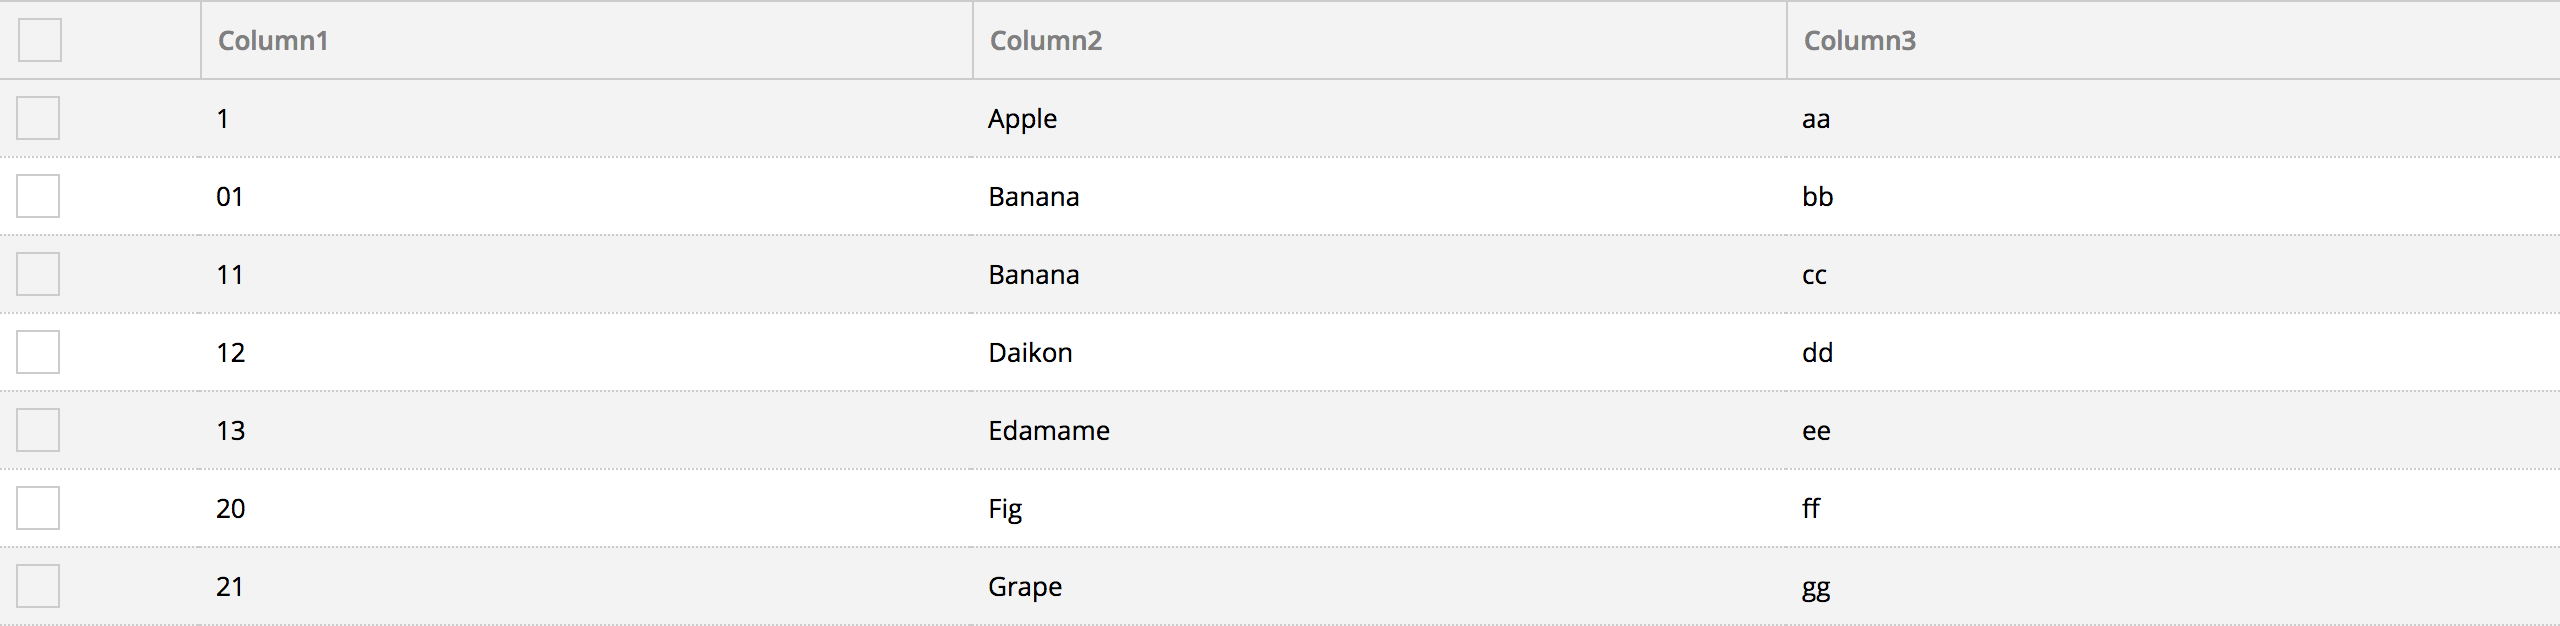 Column1 Column2 Column3
1 Apple aa
01 Banana bb
11 Banana cc
12 Daikon dd
13 Edamame ee
20 Fig ff
21 Grape gg